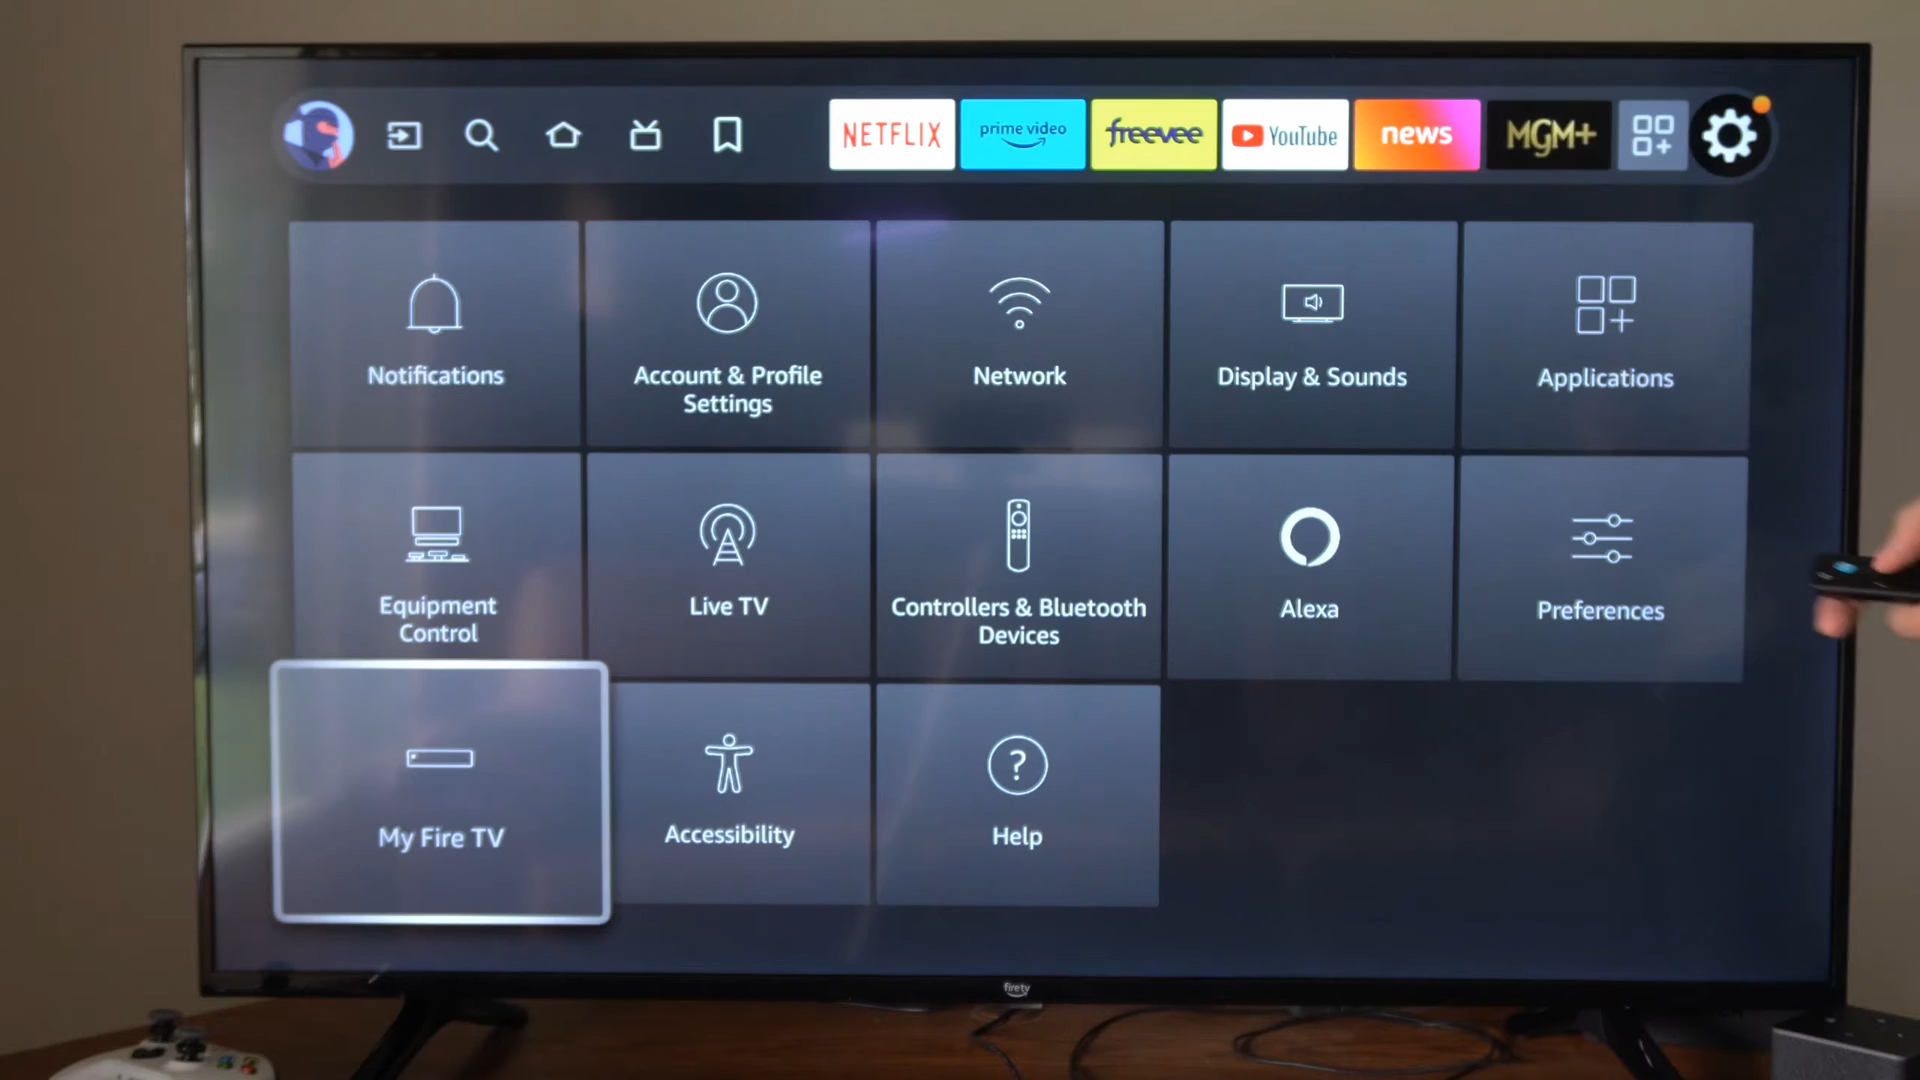 NETFLIX
prime video
freevee
YouTube
news
MGM+
Notifications
Account & Profile
Settings
Network
Display & Sounds
Applications
Equipment
Control
Live TV
Controllers & Bluetooth
Devices
Alexa
Preferences
My Fire TV
Accessibility
?
Help
firetv